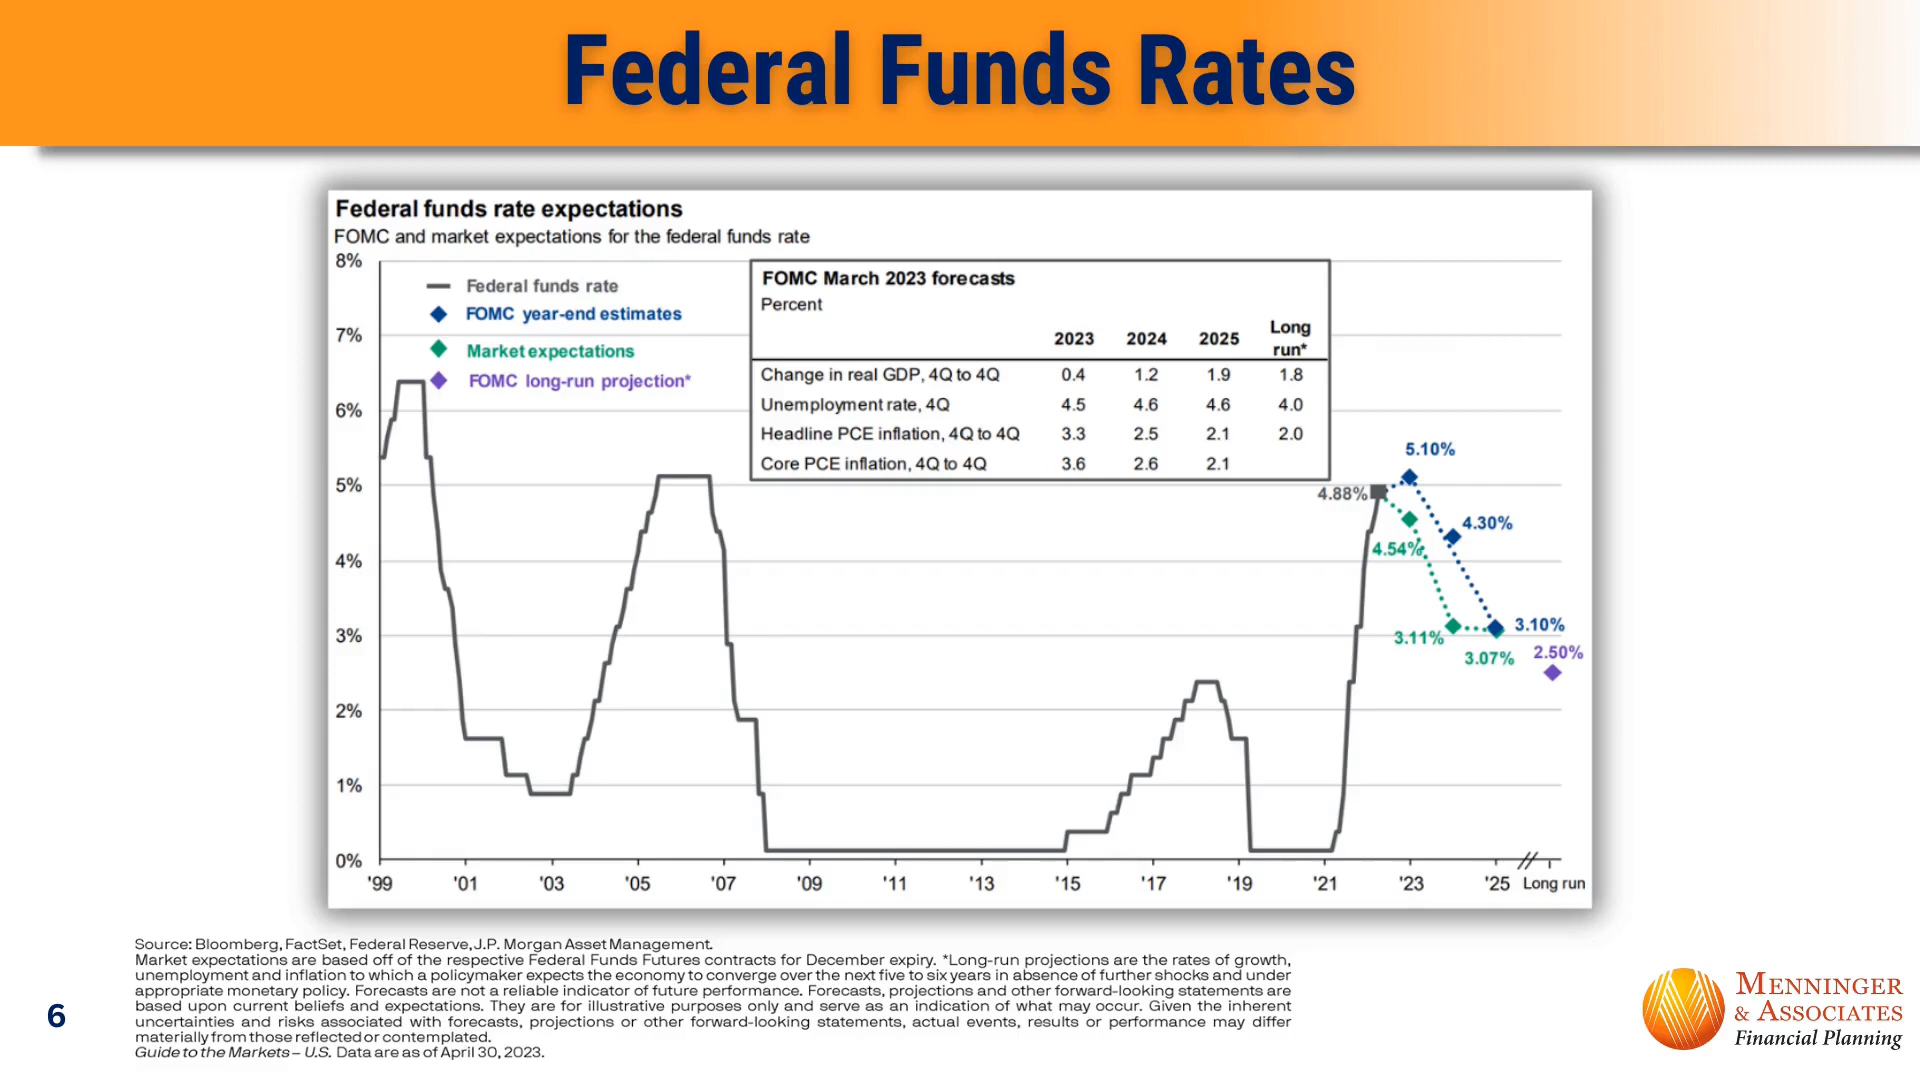 Federal Funds Rates
Federal funds rate expectations
FOMC and market expectations for the federal funds rate
8%
7%
6%
5%
4%
3%
2%
1%
0%
Federal funds rate
FOMC year-end estimates
Market expectations
FOMC long-run projection*
FOMC March 2023 forecasts
Percent
2023 2024 2025 Long run*
Change in real GDP, 4Q to 4Q 0.4 1.2 1.9 1.8
Unemployment rate, 4Q 4.5 4.6 4.6 4.0
Headline PCE inflation, 4Q to 4Q 3.3 2.5 2.1 2.0
Core PCE inflation, 4Q to 4Q 3.6 2.6 2.1
5.10%
4.88%
4.30%
4.54%
3.10%
3.11%
3.07%
2.50%
'99 '01 '03 '05 '07 '09 '11 '13 '15 '17 '19 '21 '23 '25 Long run
Source: Bloomberg, FactSet, Federal Reserve, J.P. Morgan Asset Management.
Market expectations are based off of the respective Federal Funds Futures contracts for December expiry. *Long-run projections are the rates of growth,
unemployment and inflation to which a policymaker expects the economy to converge over the next five to six years in absence of further shocks and under
appropriate monetary policy. Forecasts are not a reliable indicator of future performance. Forecasts, projections and other forward-looking statements are
based upon current beliefs and expectations. They are for illustrative purposes only and serve as an indication of what may occur. Given the inherent
uncertainties and risks associated with forecasts, projections or other forward-looking statements, actual events, results or performance may differ
materially from those reflected or contemplated.
Guide to the Markets – U.S. Data are as of April 30, 2023.
6
MENNINGER
& ASSOCIATES
Financial Planning